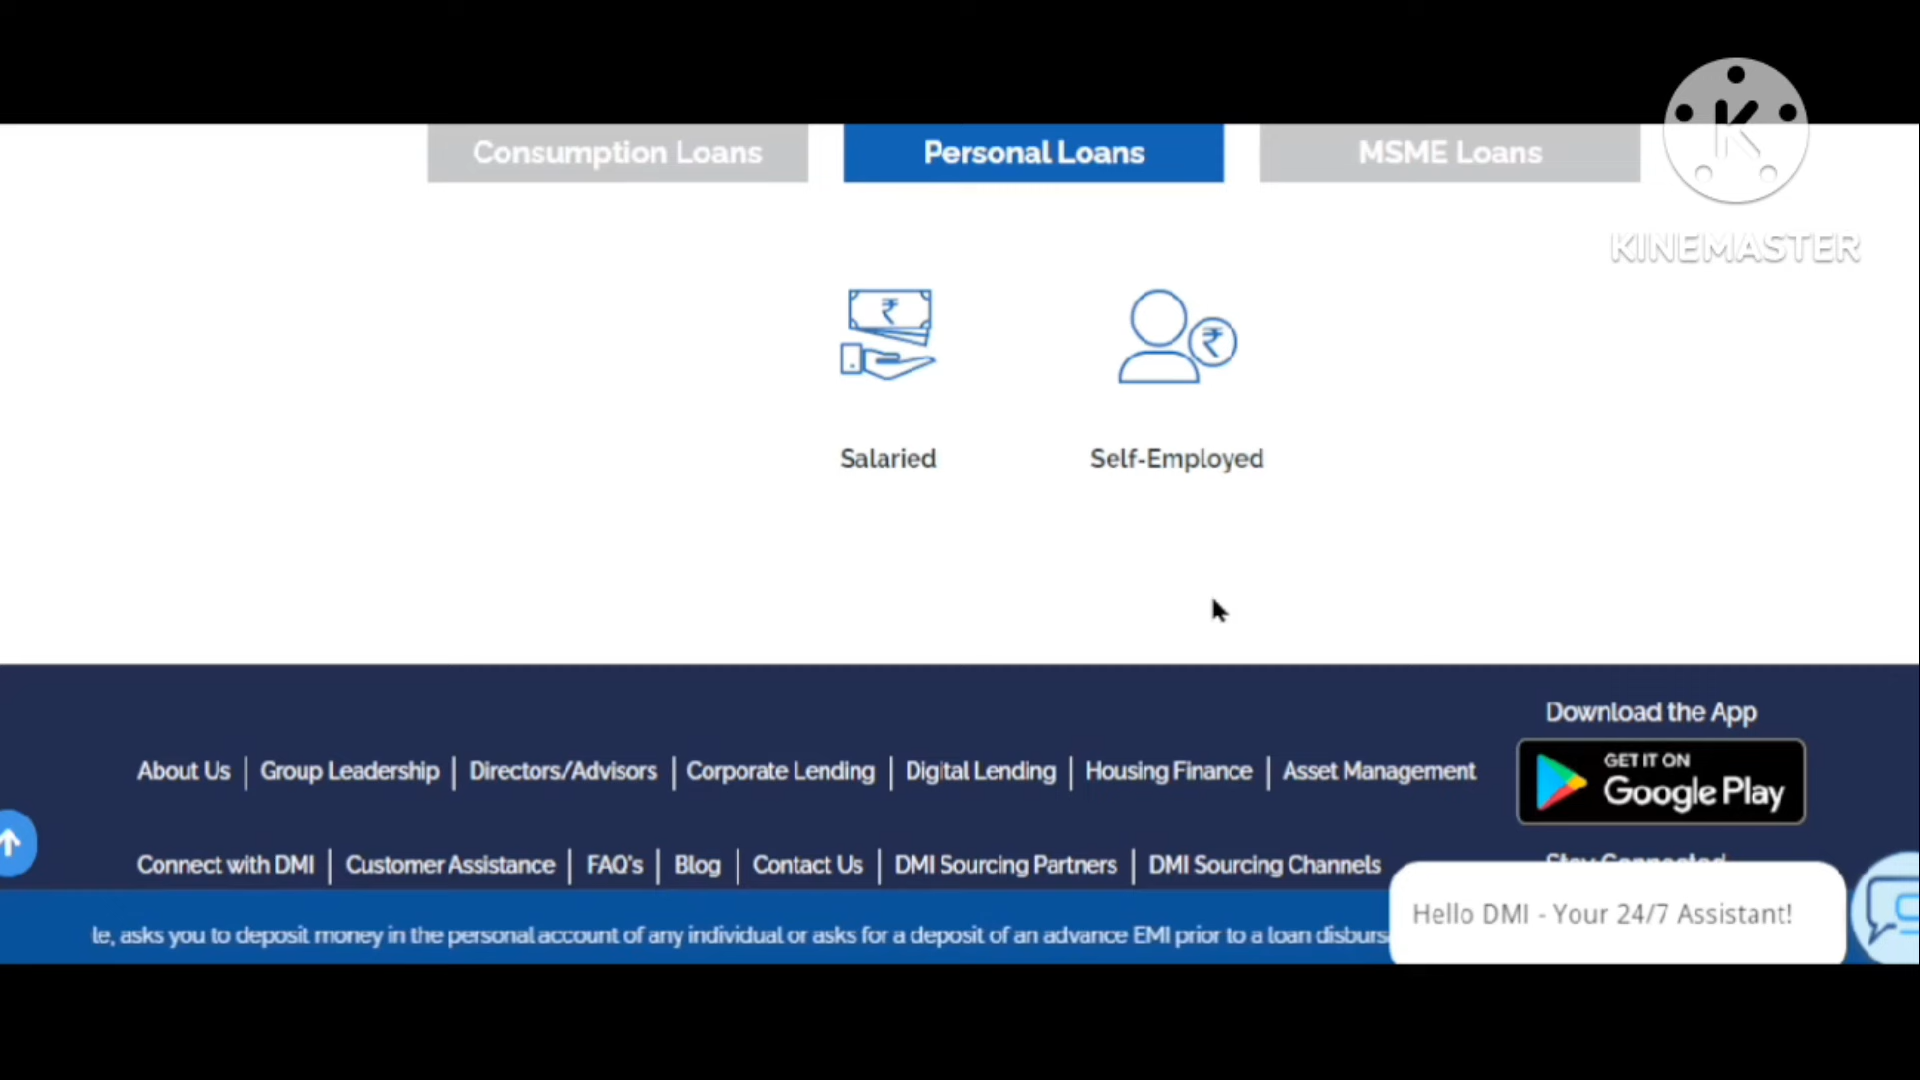 Consumption Loans
Personal Loans
MSME Loans
KINEMASTER
₹
₹
Salaried
Self-Employed
Download the App
GET IT ON
Google Play
About Us | Group Leadership | Directors/Advisors | Corporate Lending | Digital Lending | Housing Finance | Asset Management
Connect with DMI | Customer Assistance | FAQ's | Blog | Contact Us | DMI Sourcing Partners | DMI Sourcing Channels
Stay Connected
le, asks you to deposit money in the personal account of any individual or asks for a deposit of an advance EMI prior to a loan disburs
Hello DMI - Your 24/7 Assistant!